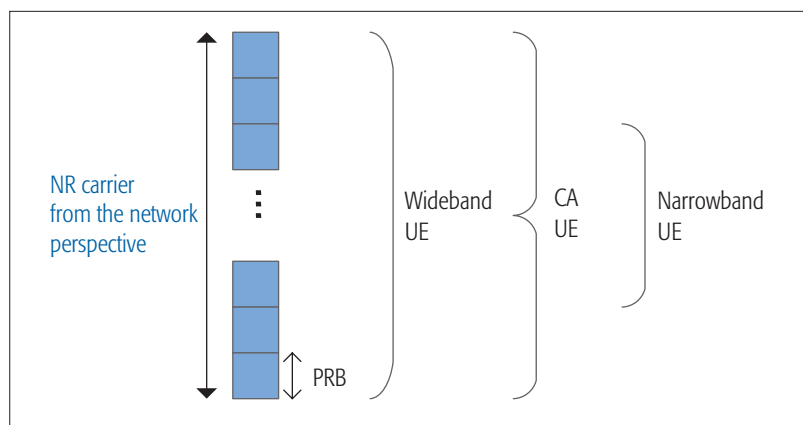 NR carrier
from the network
perspective
PRB
Wideband
UE
CA
UE
Narrowband
UE